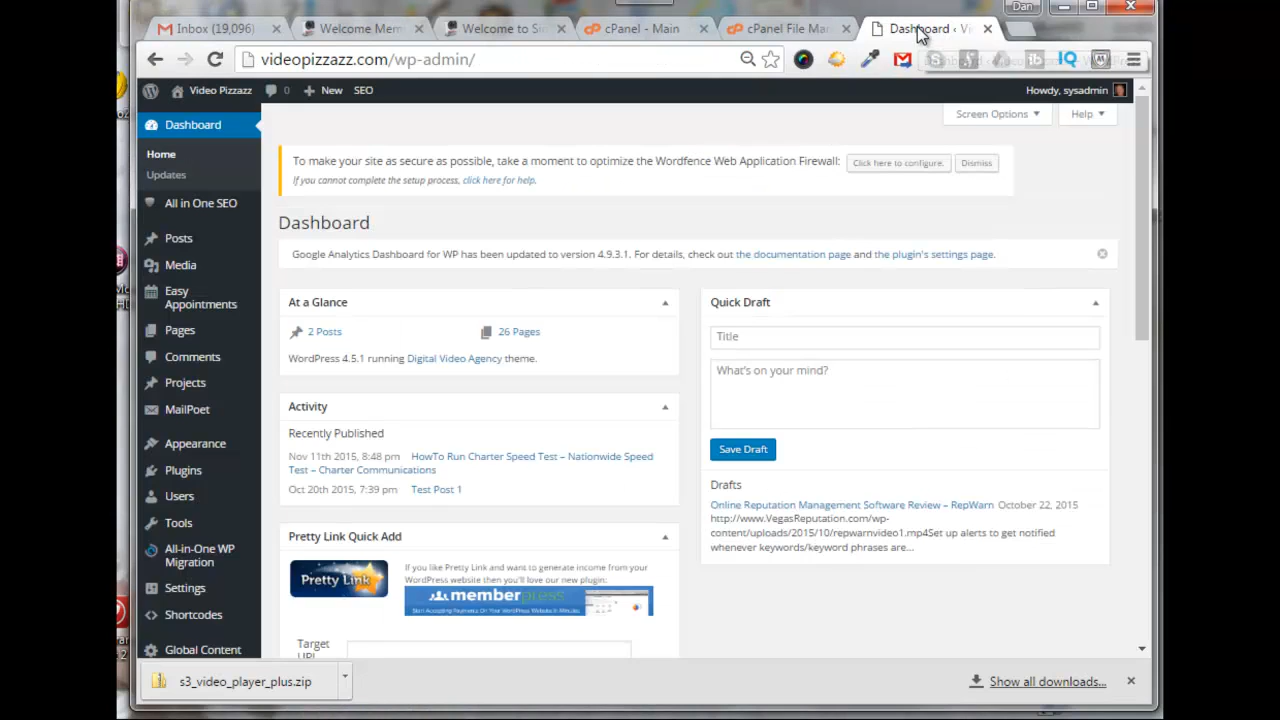 Dan
Inbox (19,096)
Welcome Mem
Welcome to Si
cPanel - Main
cPanel File Ma
Dashboard ‹ V
videopizzazz.com/wp-admin/
Video Pizzazz
0
New
SEO
Howdy, sysadmin
Screen Options
Help
Dashboard
Home
Updates
All in One SEO
Posts
Media
Easy
Appointments
Pages
Comments
Projects
MailPoet
Appearance
Plugins
Users
Tools
All-in-One WP
Migration
Settings
Shortcodes
Global Content
To make your site as secure as possible, take a moment to optimize the Wordfence Web Application Firewall:
Click here to configure.
Dismiss
If you cannot complete the setup process, click here for help.
Dashboard
Google Analytics Dashboard for WP has been updated to version 4.9.3.1. For details, check out the documentation page and the plugin's settings page.
At a Glance
2 Posts
26 Pages
WordPress 4.5.1 running Digital Video Agency theme.
Activity
Recently Published
Nov 11th 2015, 8:48 pm HowTo Run Charter Speed Test – Nationwide Speed
Test – Charter Communications
Oct 20th 2015, 7:39 pm Test Post 1
Pretty Link Quick Add
Pretty Link
If you like Pretty Link and want to generate income from your
WordPress website then you'll love our new plugin:
memberpress
Start Accepting Payments On Your WordPress Website in Minutes.
Target
URL
Quick Draft
Title
What's on your mind?
Save Draft
Drafts
Online Reputation Management Software Review – RepWarn October 22, 2015
http://www.VegasReputation.com/wp-
content/uploads/2015/10/repwarnvideo1.mp4Set up alerts to get notified
whenever keywords/keyword phrases are...
s3_video_player_plus.zip
Show all downloads...